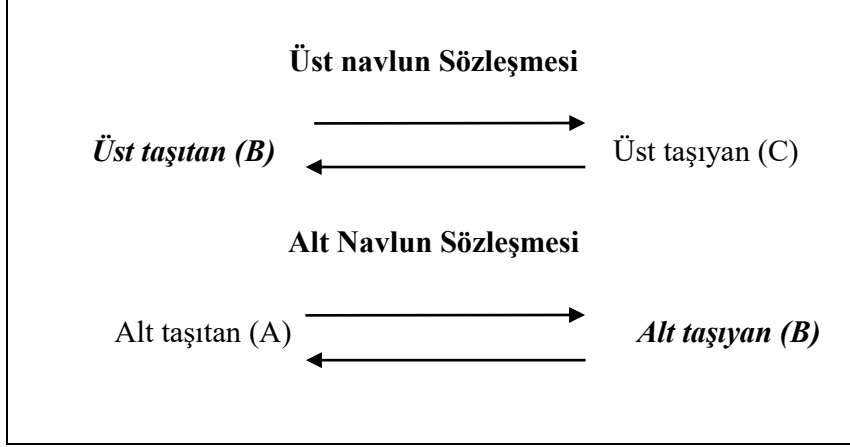 Üst navlun Sözleşmesi
Üst taşıtan (B) Üst taşıyan (C)
Alt Navlun Sözleşmesi
Alt taşıtan (A) Alt taşıyan (B)